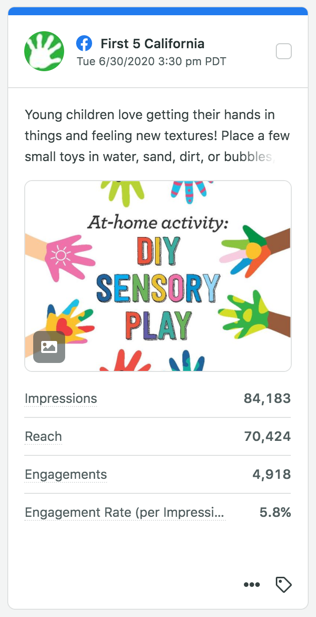 First 5 California
Tue 6/30/2020 3:30 pm PDT
Young children love getting their hands in
things and feeling new textures! Place a few
small toys in water, sand, dirt, or bubbles.
At-home activity:
DIY
SENSORY
PLAY
Impressions 84,183
Reach 70,424
Engagements 4,918
Engagement Rate (per Impressi... 5.8%